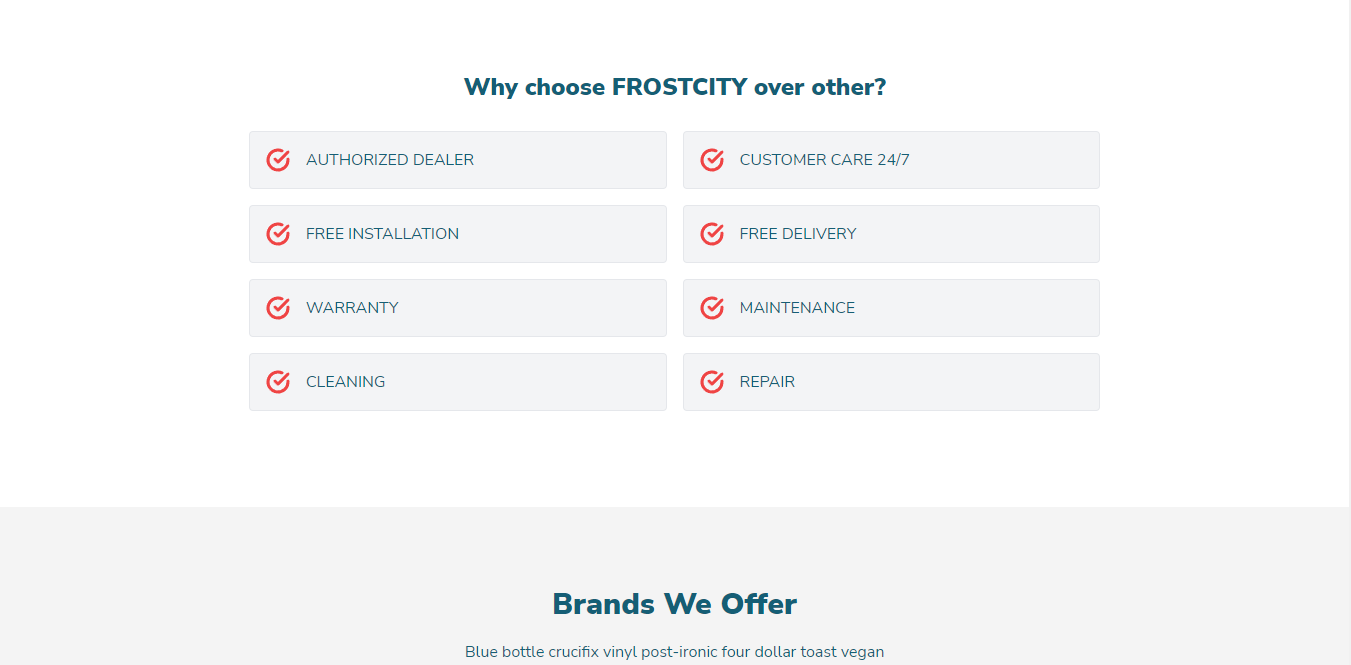 Why choose FROSTCITY over other?
AUTHORIZED DEALER
CUSTOMER CARE 24/7
FREE INSTALLATION
FREE DELIVERY
WARRANTY
MAINTENANCE
CLEANING
REPAIR
Brands We Offer
Blue bottle crucifix vinyl post-ironic four dollar toast vegan